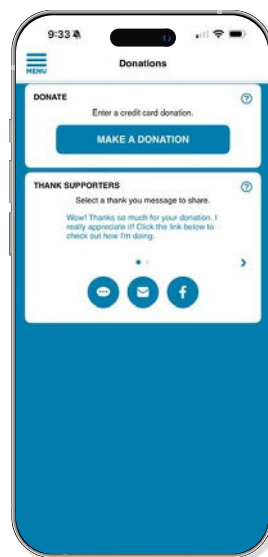 9:33
MENU
Donations
DONATE
Enter a credit card donation.
MAKE A DONATION
THANK SUPPORTERS
Select a thank you message to share.
Wow! Thanks so much for your donation. I
really appreciate it! Click the link below to
check out how I'm doing.